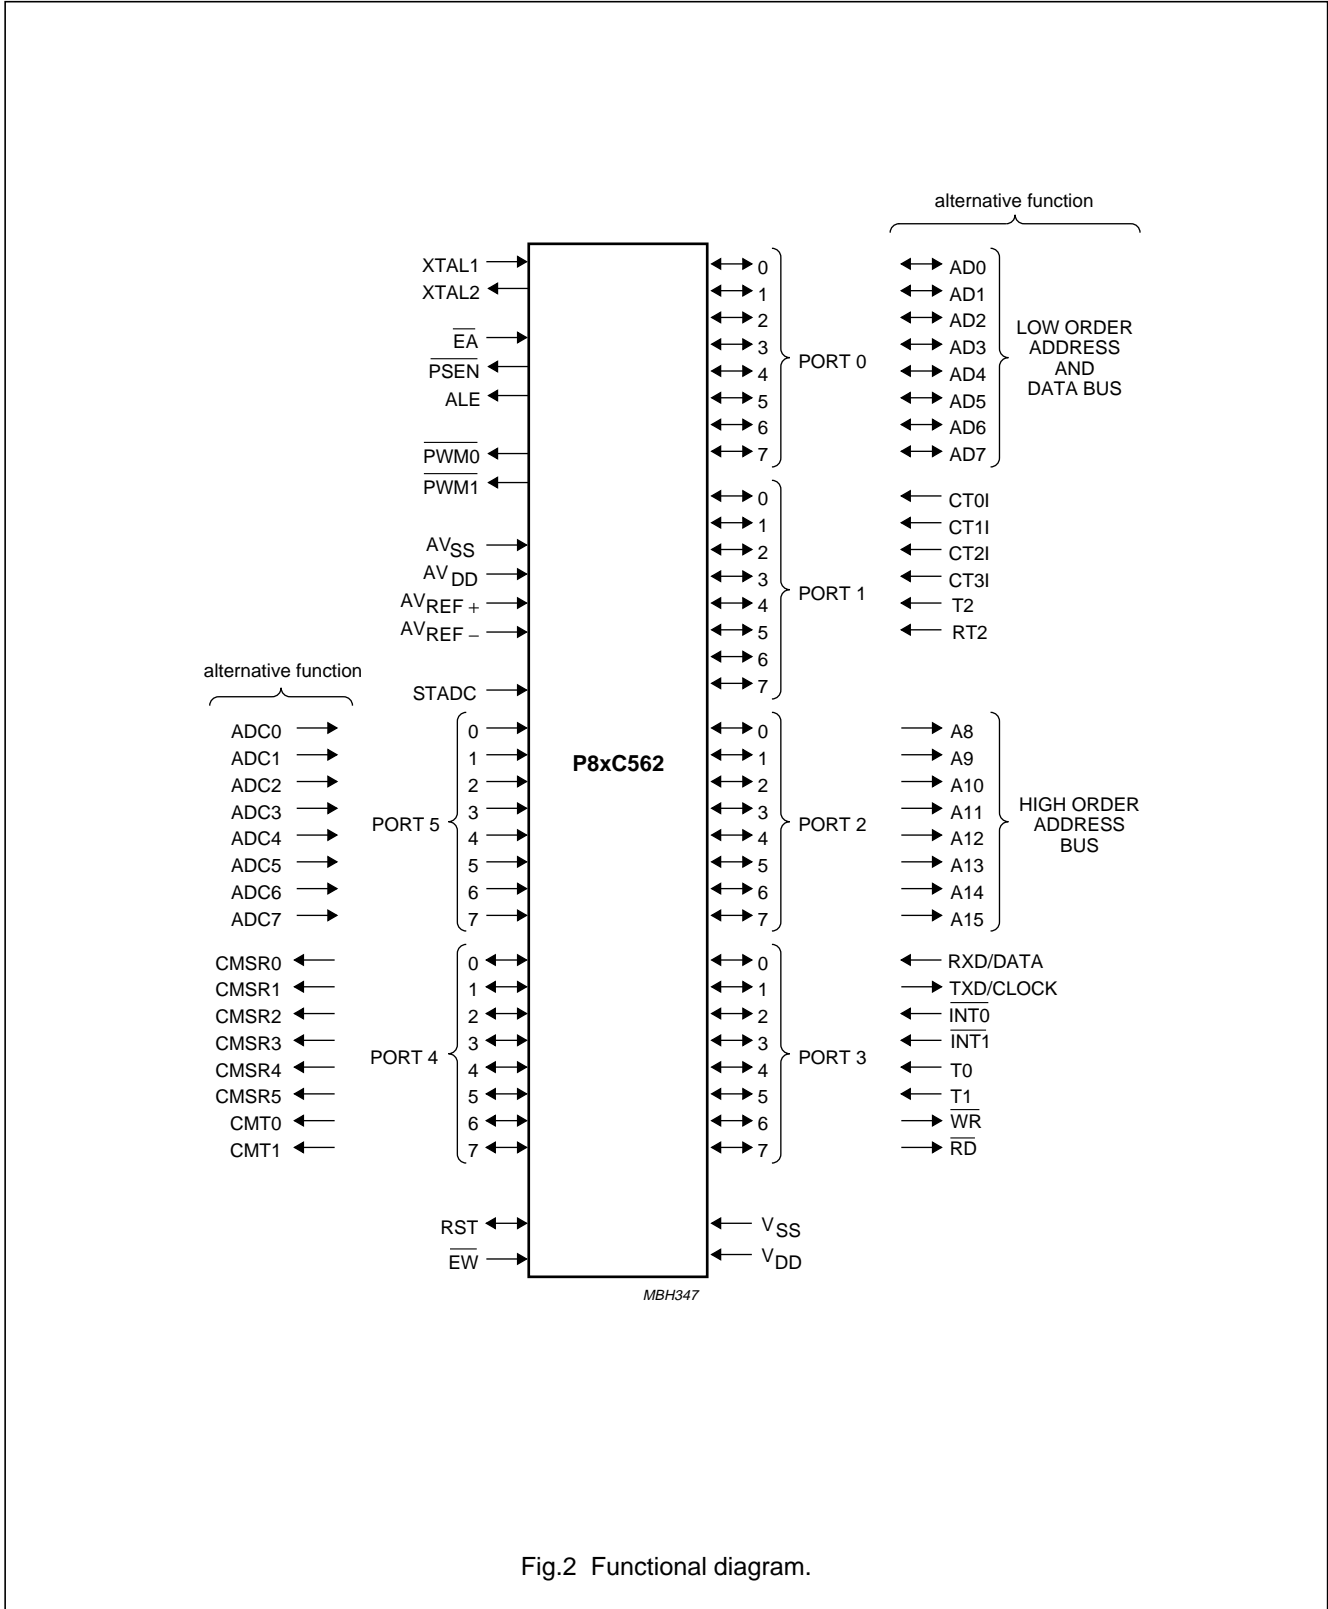 alternative function
XTAL1
XTAL2
EA
PSEN
ALE
PWM0
PWM1
AVSS
AVDD
AVREF +
AVREF −
STADC
alternative function
ADC0 0
ADC1 1
ADC2 2
ADC3 3
ADC4 4
ADC5 5
ADC6 6
ADC7 7
PORT 5
CMSR0 0
CMSR1 1
CMSR2 2
CMSR3 3
CMSR4 4
CMSR5 5
CMT0 6
CMT1 7
PORT 4
RST
EW
P8xC562
0 AD0
1 AD1
2 AD2
3 AD3
4 AD4
5 AD5
6 AD6
7 AD7
PORT 0
LOW ORDER
ADDRESS
AND
DATA BUS
0 CT0I
1 CT1I
2 CT2I
3 CT3I
4 T2
5 RT2
6
7
PORT 1
0 A8
1 A9
2 A10
3 A11
4 A12
5 A13
6 A14
7 A15
PORT 2
HIGH ORDER
ADDRESS
BUS
0 RXD/DATA
1 TXD/CLOCK
2 INT0
3 INT1
4 T0
5 T1
6 WR
7 RD
PORT 3
VSS
VDD
MBH347
Fig.2 Functional diagram.